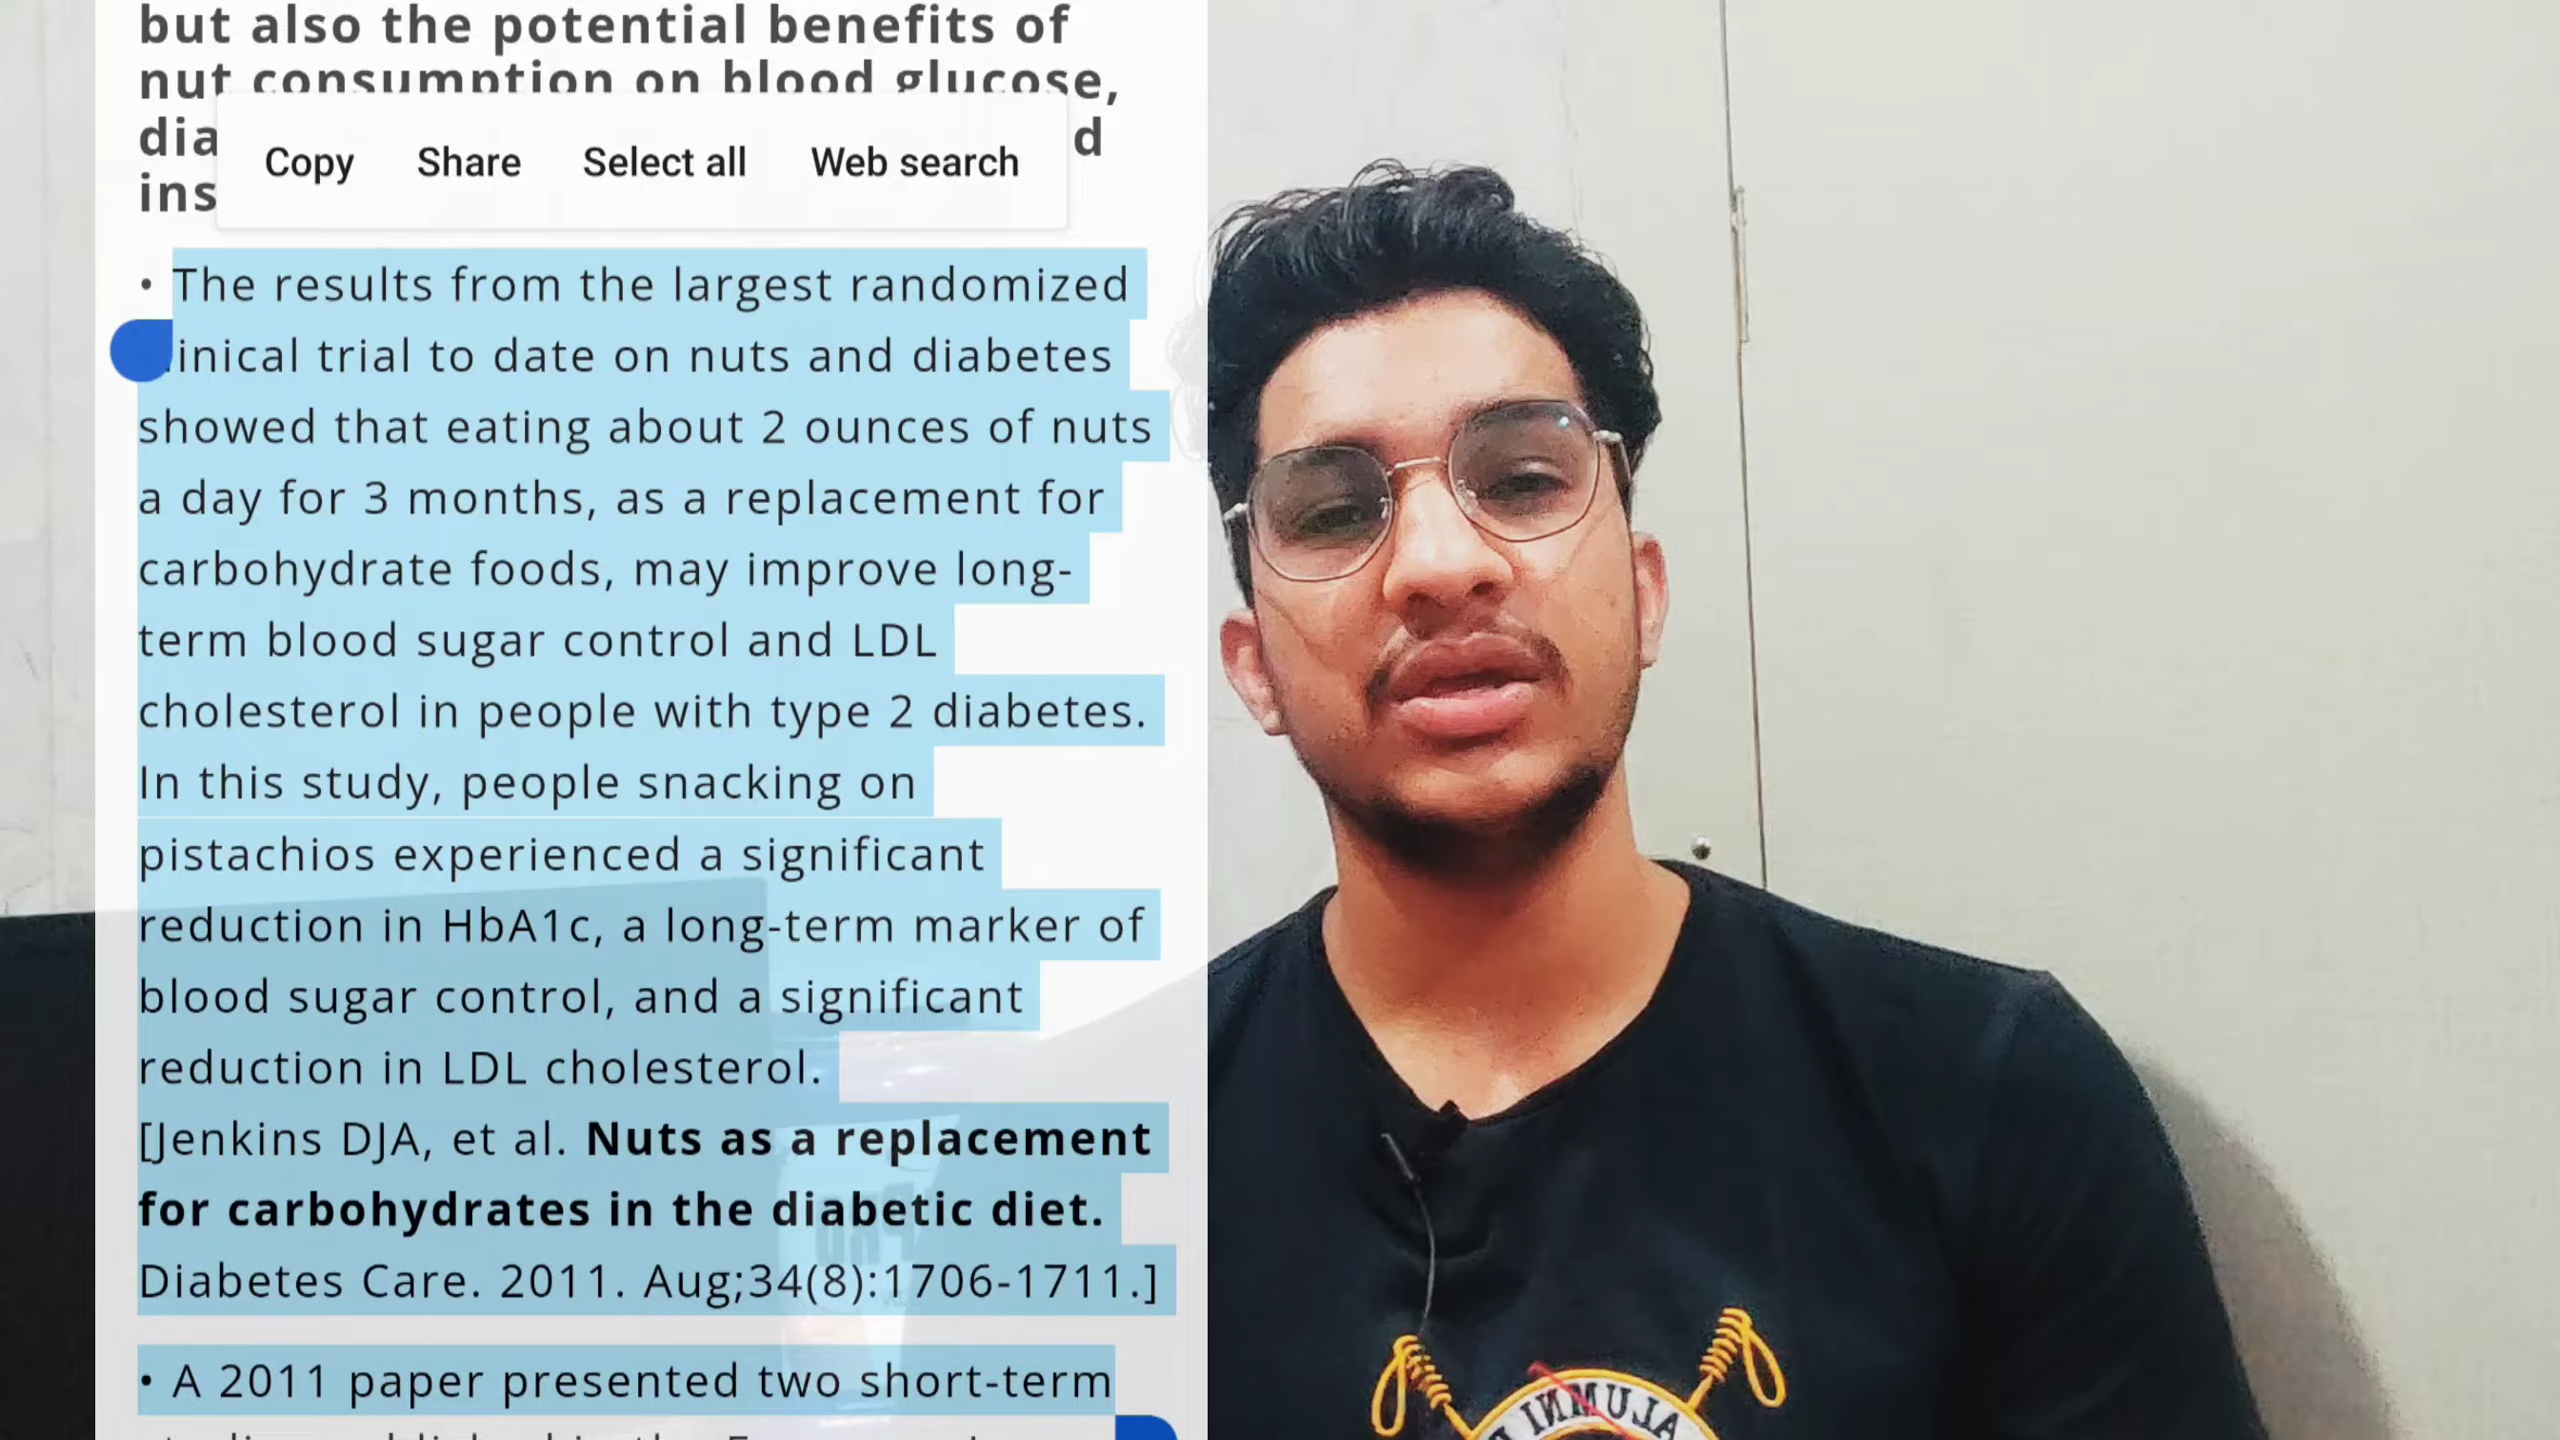 but also the potential benefits of
nut consumption on blood glucose,
dia d
ins
Copy Share Select all Web search
• The results from the largest randomized
inical trial to date on nuts and diabetes
showed that eating about 2 ounces of nuts
a day for 3 months, as a replacement for
carbohydrate foods, may improve long-
term blood sugar control and LDL
cholesterol in people with type 2 diabetes.
In this study, people snacking on
pistachios experienced a significant
reduction in HbA1c, a long-term marker of
blood sugar control, and a significant
reduction in LDL cholesterol.
[Jenkins DJA, et al. Nuts as a replacement
for carbohydrates in the diabetic diet.
Diabetes Care. 2011. Aug;34(8):1706-1711.]
• A 2011 paper presented two short-term
ALUMNI